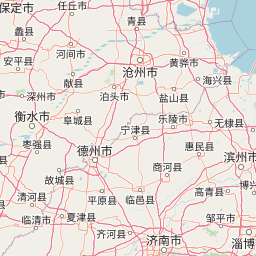 保定市
任丘市
青县
蠡县
河间市
沧州市
黄骅市
安平县
献县
海兴县
深州市
泊头市
盐山县
衡水市
阜城县
乐陵市
无棣县
宁津县
枣强县
德州市
惠民县
滨州市
故城县
商河县
清河县
平原县
临邑县
高青县
临清市
夏津县
邹平市
齐河县
济南市
淄博